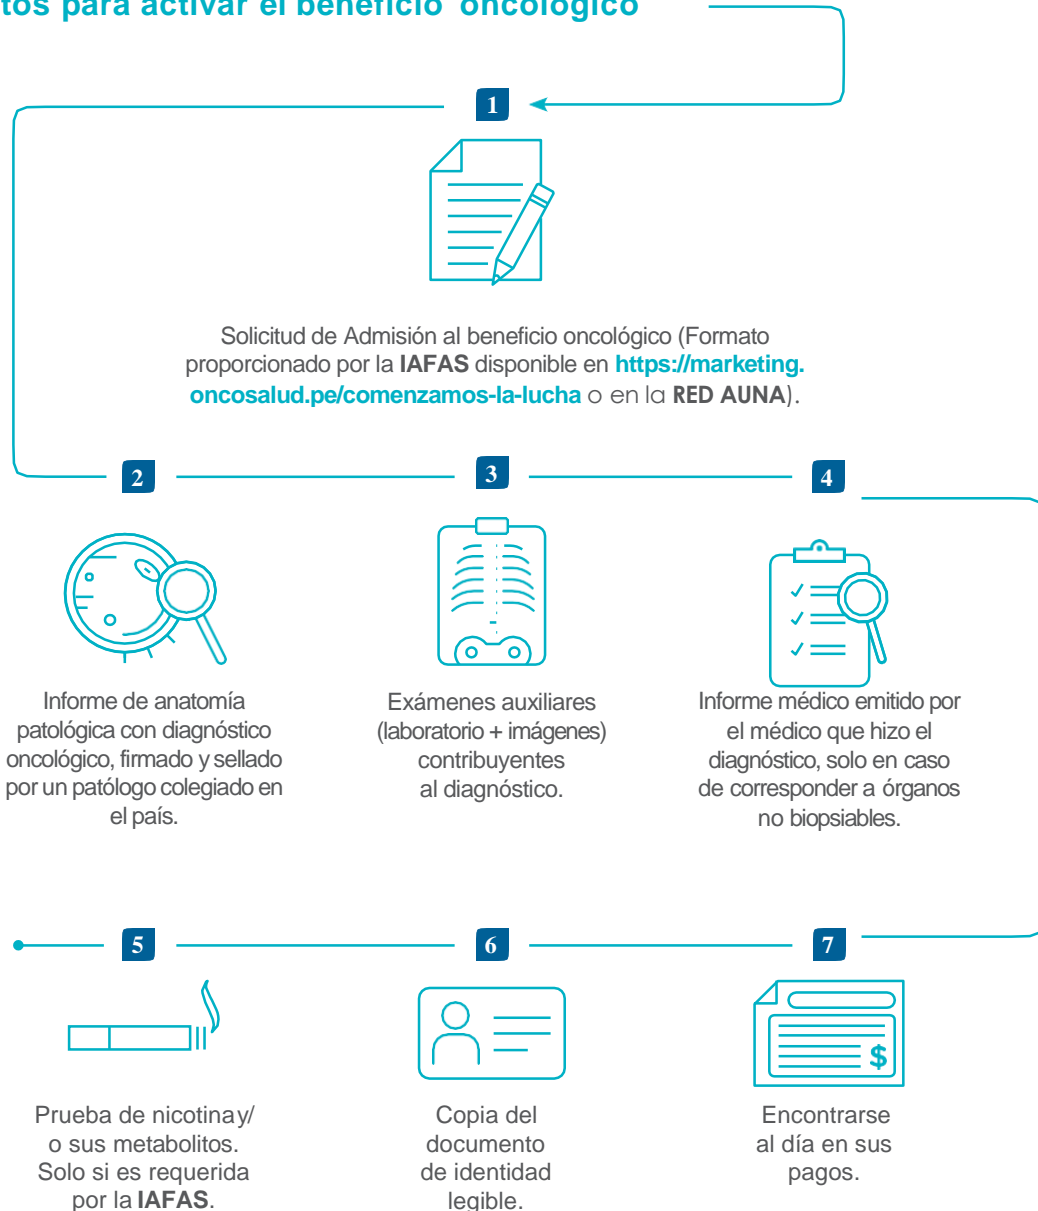 tos para activar el beneficio oncológico
1
Solicitud de Admisión al beneficio oncológico (Formato
proporcionado por la IAFAS disponible en https://marketing.
oncosalud.pe/comenzamos-la-lucha o en la RED AUNA).
2
3
4
Informe de anatomía
patológica con diagnóstico
oncológico, firmado y sellado
por un patólogo colegiado en
el país.
Exámenes auxiliares
(laboratorio + imágenes)
contribuyentes
al diagnóstico.
Informe médico emitido por
el médico que hizo el
diagnóstico, solo en caso
de corresponder a órganos
no biopsiables.
5
6
7
$
Prueba de nicotina y/
o sus metabolitos.
Solo si es requerida
por la IAFAS.
Copia del
documento
de identidad
legible.
Encontrarse
al día en sus
pagos.